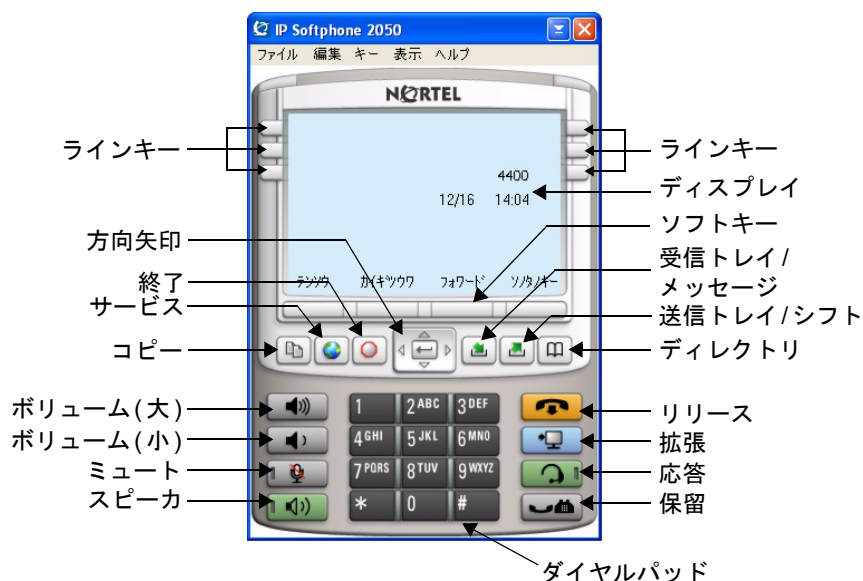 IP Softphone 2050
ファイル 編集 キー 表示 ヘルプ
NORTEL
ラインキー
ラインキー
4400
ディスプレイ
12/16 14:04
ソフトキー
方向矢印
受信トレイ/
メッセージ
終了
テンソウ カイギツウワ フォワード ソノタノキー
サービス
送信トレイ/シフト
コピー
ディレクトリ
ボリューム(大)
1 2ABC 3DEF
リリース
ボリューム(小)
4GHI 5JKL 6MNO
拡張
ミュート
7PQRS 8TUV 9WXYZ
応答
スピーカ
* 0 #
保留
ダイヤルパッド